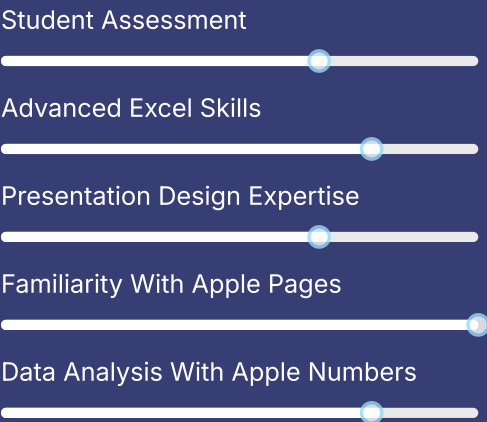 Student Assessment
Advanced Excel Skills
Presentation Design Expertise
Familiarity With Apple Pages
Data Analysis With Apple Numbers